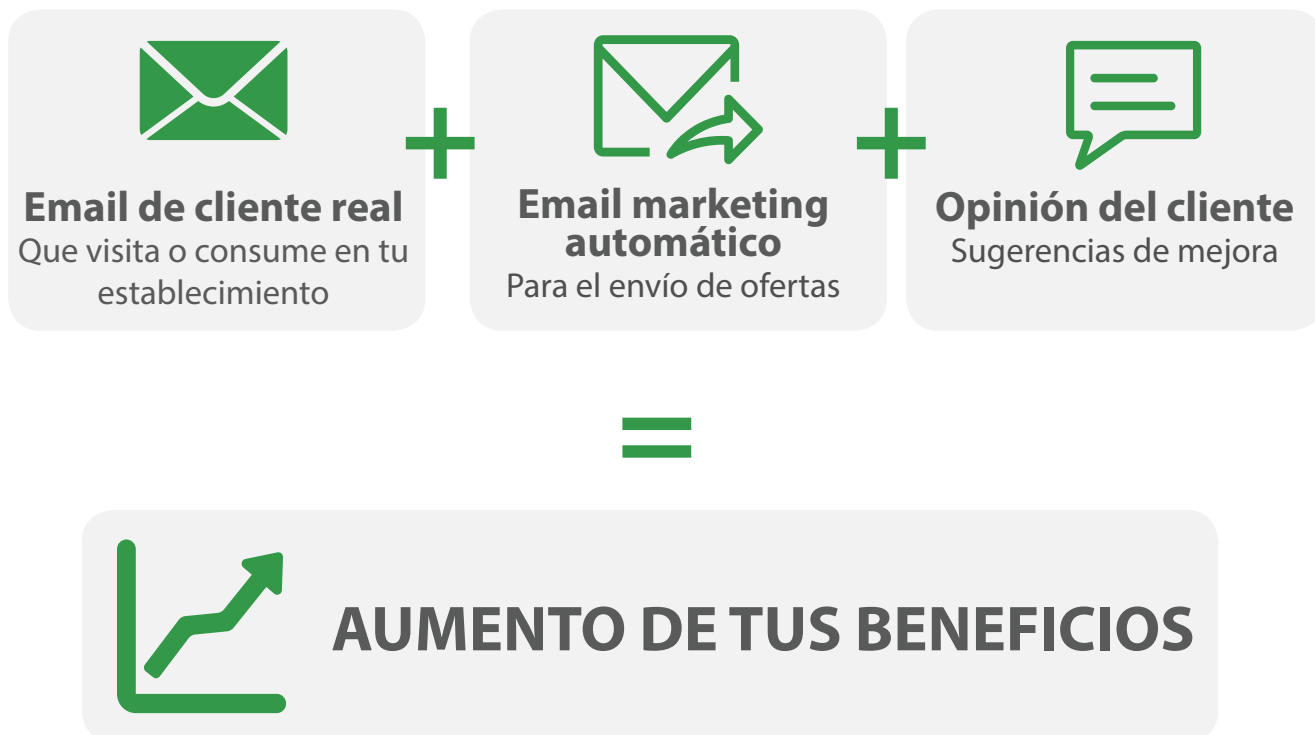 Email de cliente real
Que visita o consume en tu
establecimiento
+
Email marketing
automático
Para el envío de ofertas
+
Opinión del cliente
Sugerencias de mejora
=
AUMENTO DE TUS BENEFICIOS